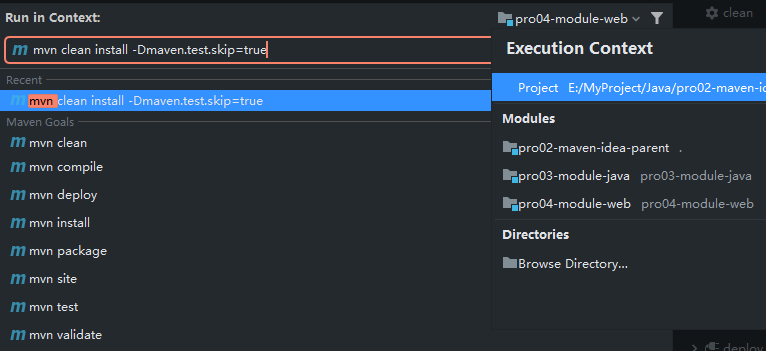 Run in Context:
pro04-module-web
clean
mvn clean install -Dmaven.test.skip=true
Execution Context
Recent
Project E:/MyProject/Java/pro02-maven-id
mvn clean install -Dmaven.test.skip=true
Maven Goals
Modules
mvn clean
pro02-maven-idea-parent .
mvn compile
pro03-module-java pro03-module-java
mvn deploy
pro04-module-web pro04-module-web
mvn install
Directories
mvn package
Browse Directory...
mvn site
mvn test
mvn validate
deploy